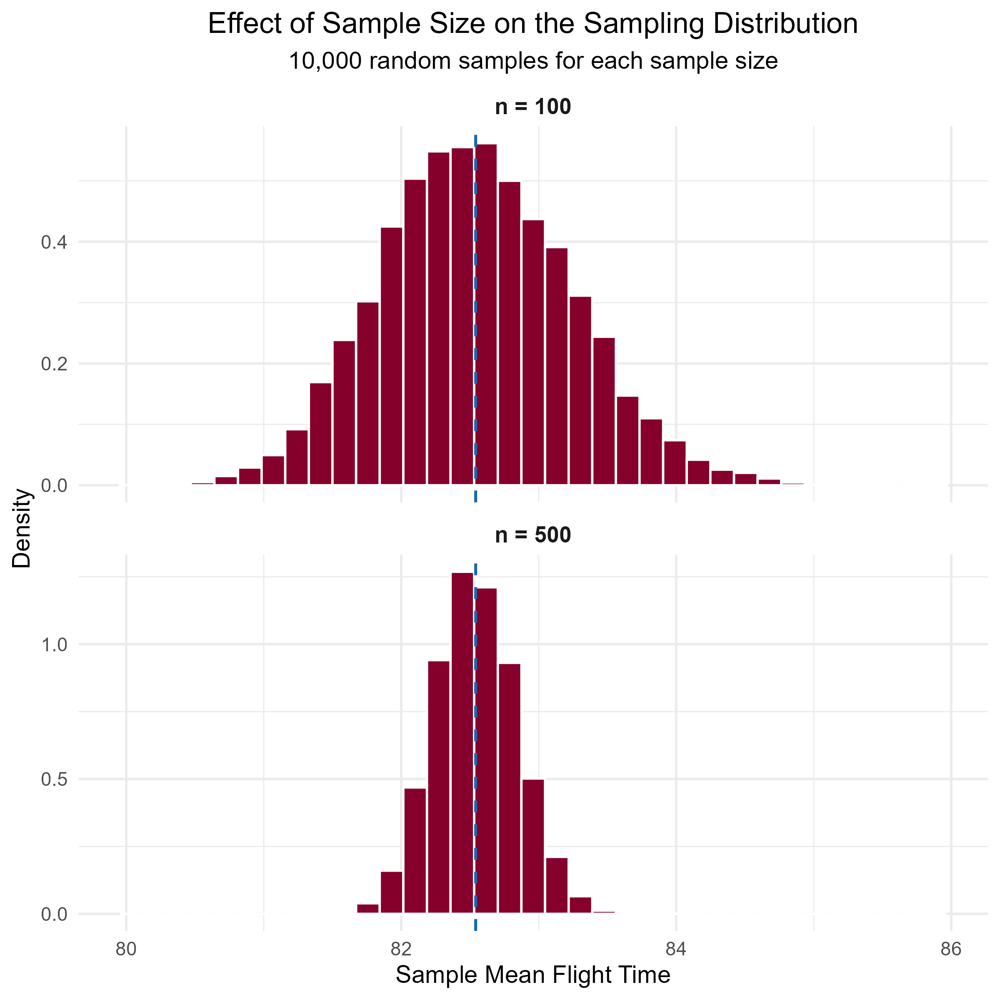 Effect of Sample Size on the Sampling Distribution
10,000 random samples for each sample size
n = 100
0.4
0.2
0.0
Density
n = 500
1.0
0.5
0.0
80 82 84 86
Sample Mean Flight Time